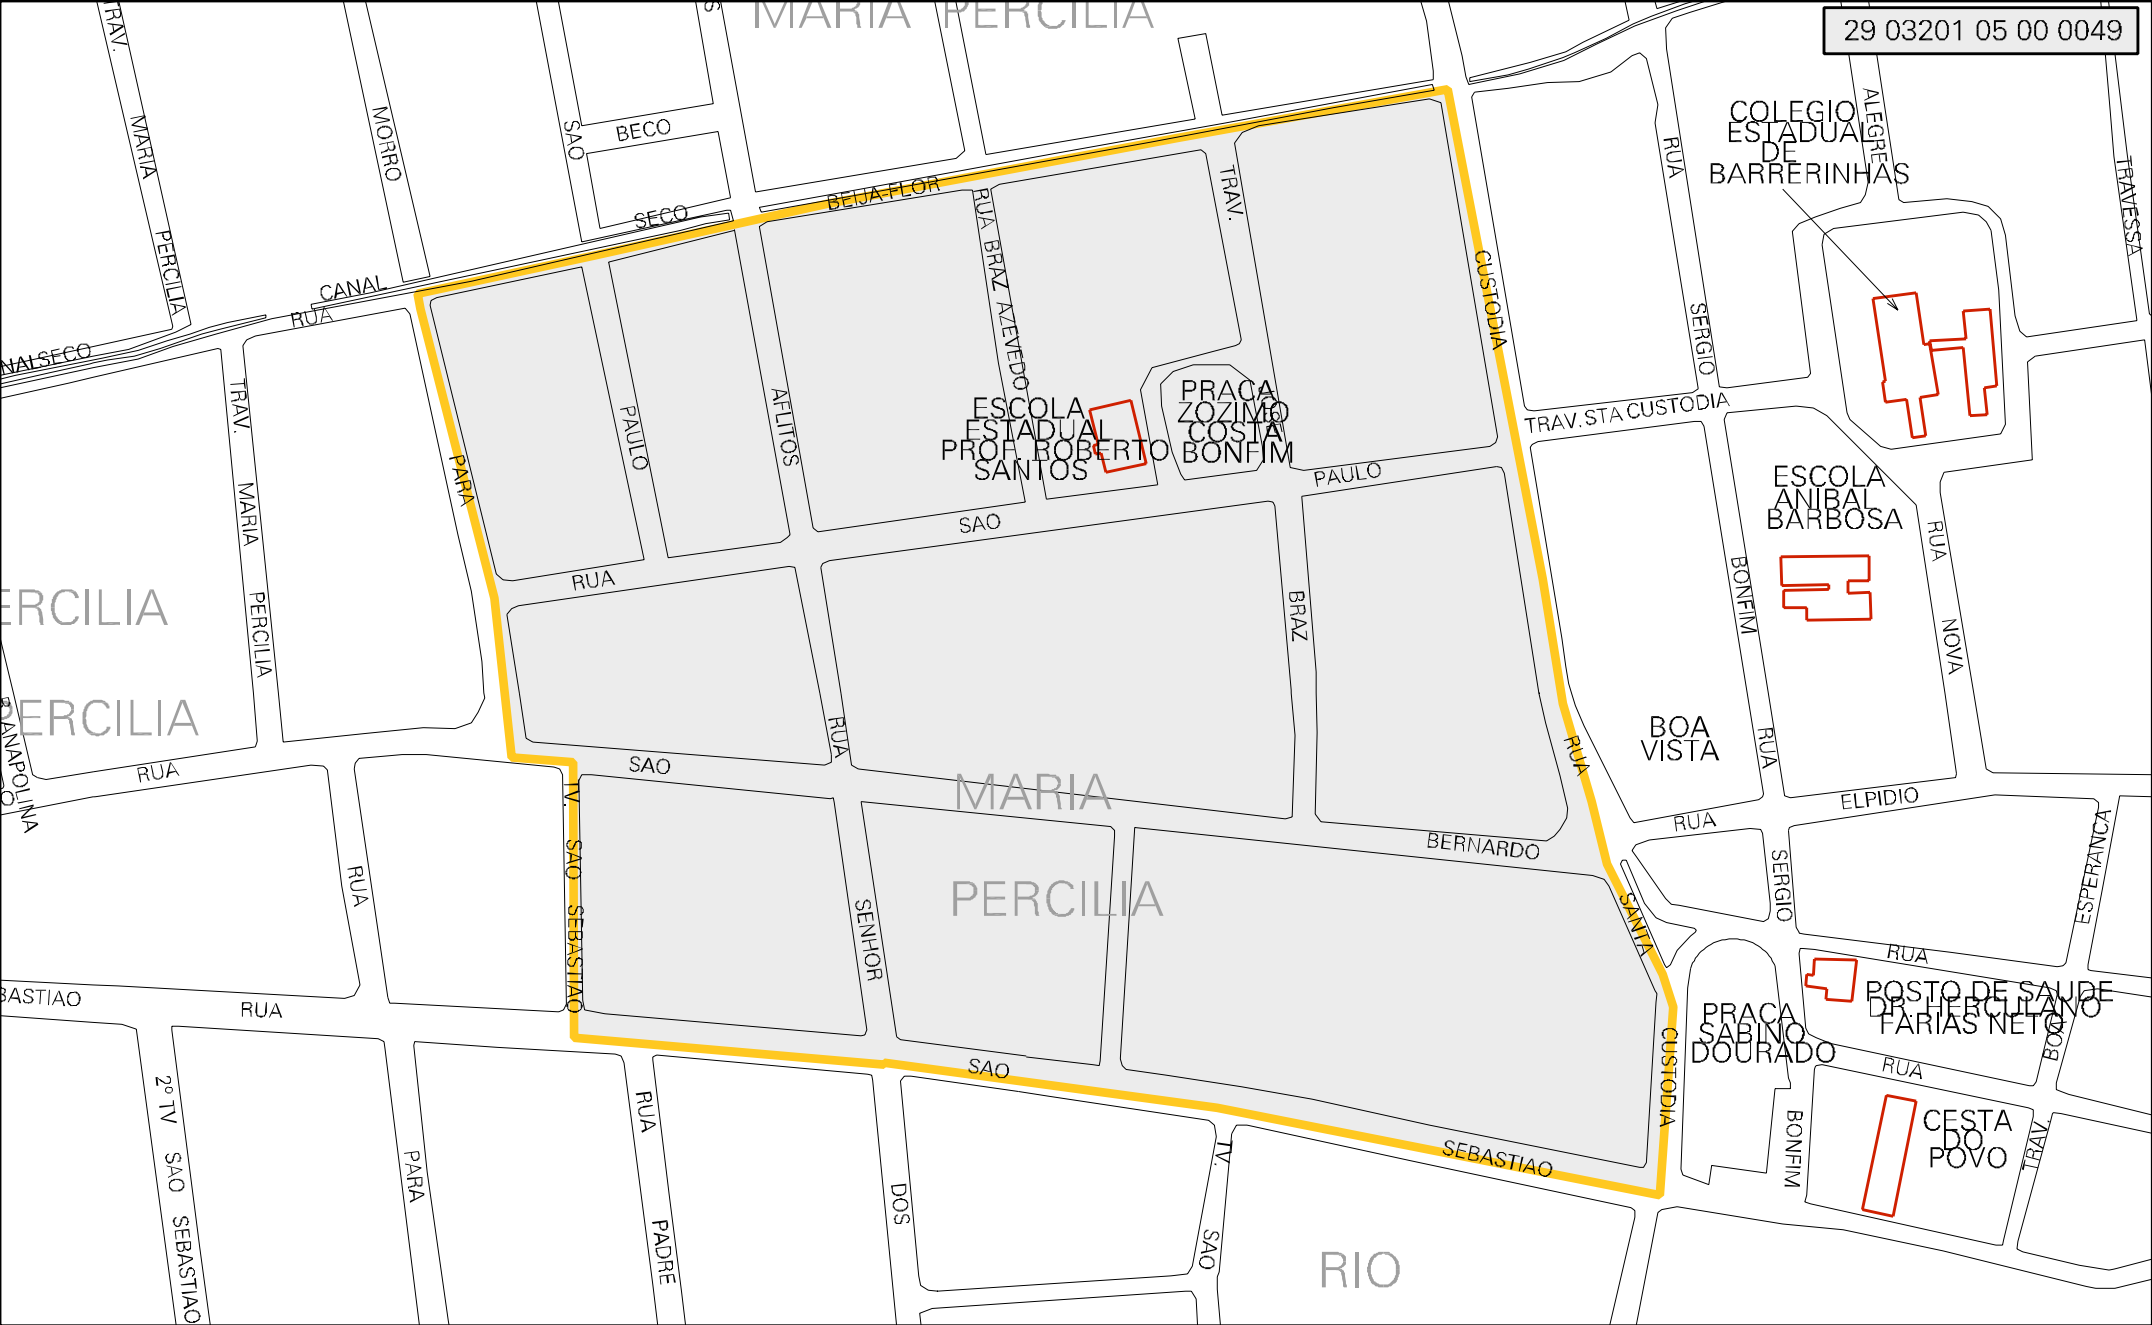 MARIA PERCILIA
29 03201 05 00 0049
TRAV.
MARIA
PERCILIA
MORRO
SAO
BECO
SECO
BEIJA-FLOR
CANAL
RUA
RUA
ALEGRE
TRAVESSA
COLEGIO
ESTADUAL
DE
BARRERINHAS
TRAV.
RUA BRAZ AZEVEDO
CUSTODIA
SERGIO
TRAV. STA CUSTODIA
TRAV.
MARIA
PERCILIA
PARA
PAULO
AFLITOS
ESCOLA
ESTADUAL
PROF. ROBERTO
SANTOS
PRACA
ZOZIMO
COSTA
BONFIM
PAULO
SAO
RUA
BRAZ
ESCOLA
ANIBAL
BARBOSA
RUA
NOVA
BONFIM
RUA
ERCILIA
PERCILIA
R ANAPOLINA
RUA
SAO
RUA
MARIA
PERCILIA
BERNARDO
RUA
BOA
VISTA
RUA
ELPIDIO
SERGIO
ESPERANCA
TV.
SAO
SEBASTIAO
RUA
SENHOR
SANTA
CUSTODIA
PRACA
SABINO
DOURADO
RUA
POSTO DE SAUDE
DR. HERCULANO
FARIAS NETO
RUA
BONFIM
CESTA
DO
POVO
TRAV.
BASTIAO
RUA
SAO
SEBASTIAO
2º TV
SAO
SEBASTIAO
PARA
RUA
PADRE
DOS
TV.
SAO
RIO